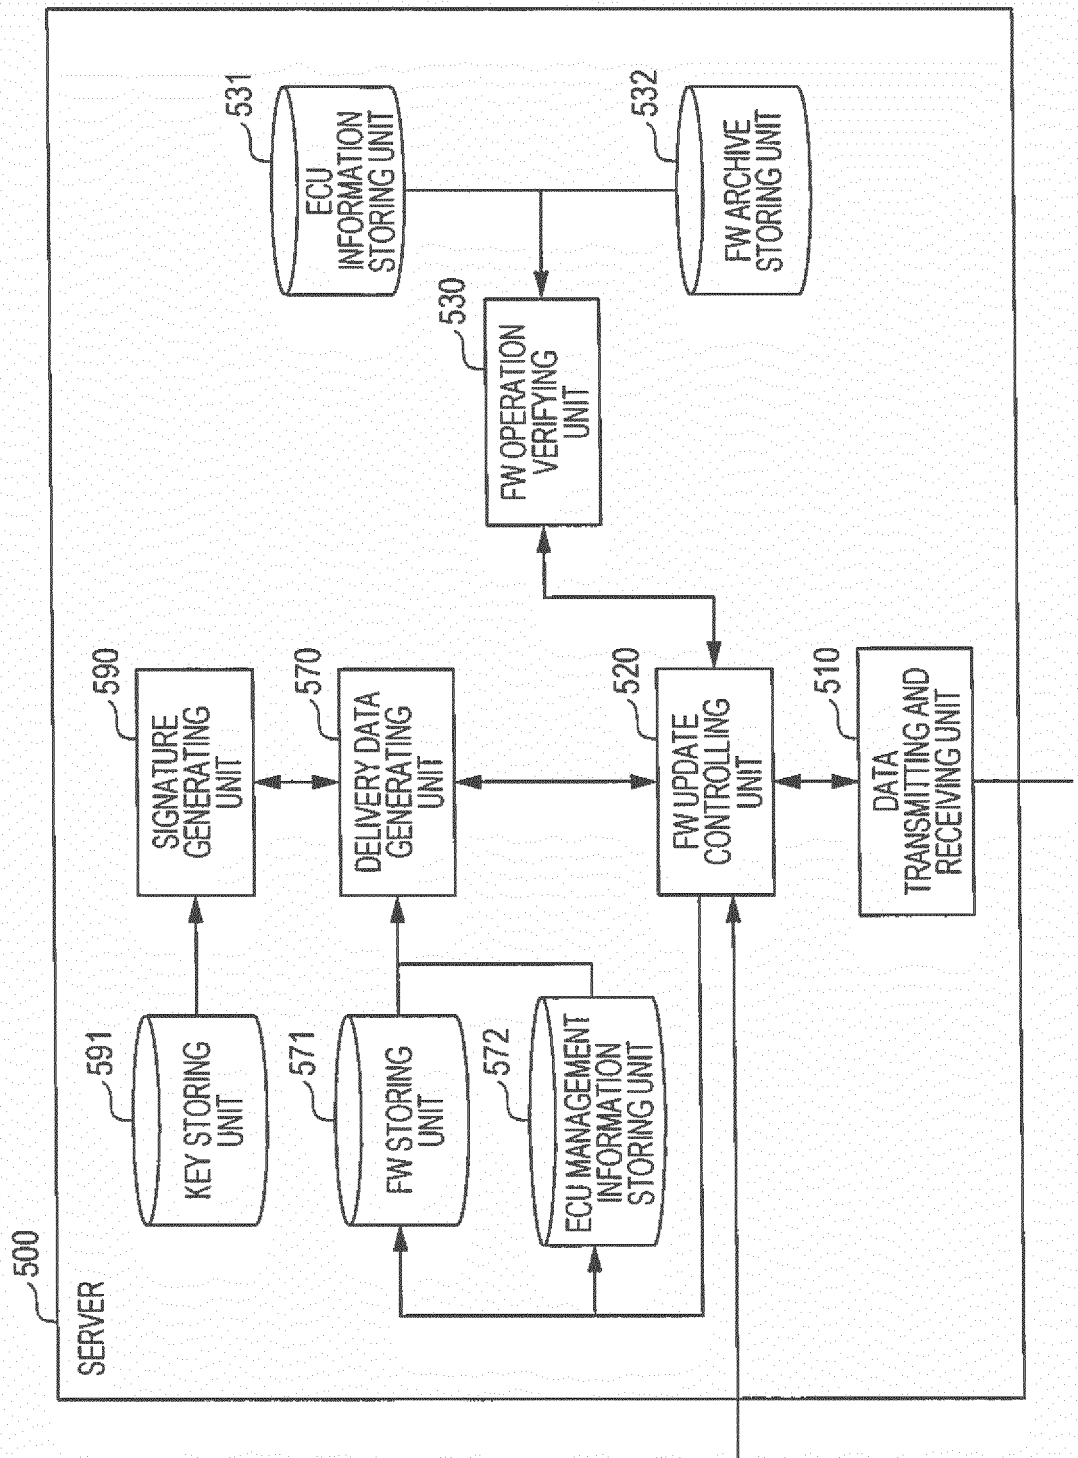 500
SERVER
591
KEY STORING
UNIT
590
SIGNATURE
GENERATING
UNIT
571
FW STORING
UNIT
570
DELIVERY DATA
GENERATING
UNIT
572
ECU MANAGEMENT
INFORMATION
STORING UNIT
520
FW UPDATE
CONTROLLING
UNIT
510
DATA
TRANSMITTING AND
RECEIVING UNIT
530
FW OPERATION
VERIFYING
UNIT
531
ECU
INFORMATION
STORING UNIT
532
FW ARCHIVE
STORING UNIT